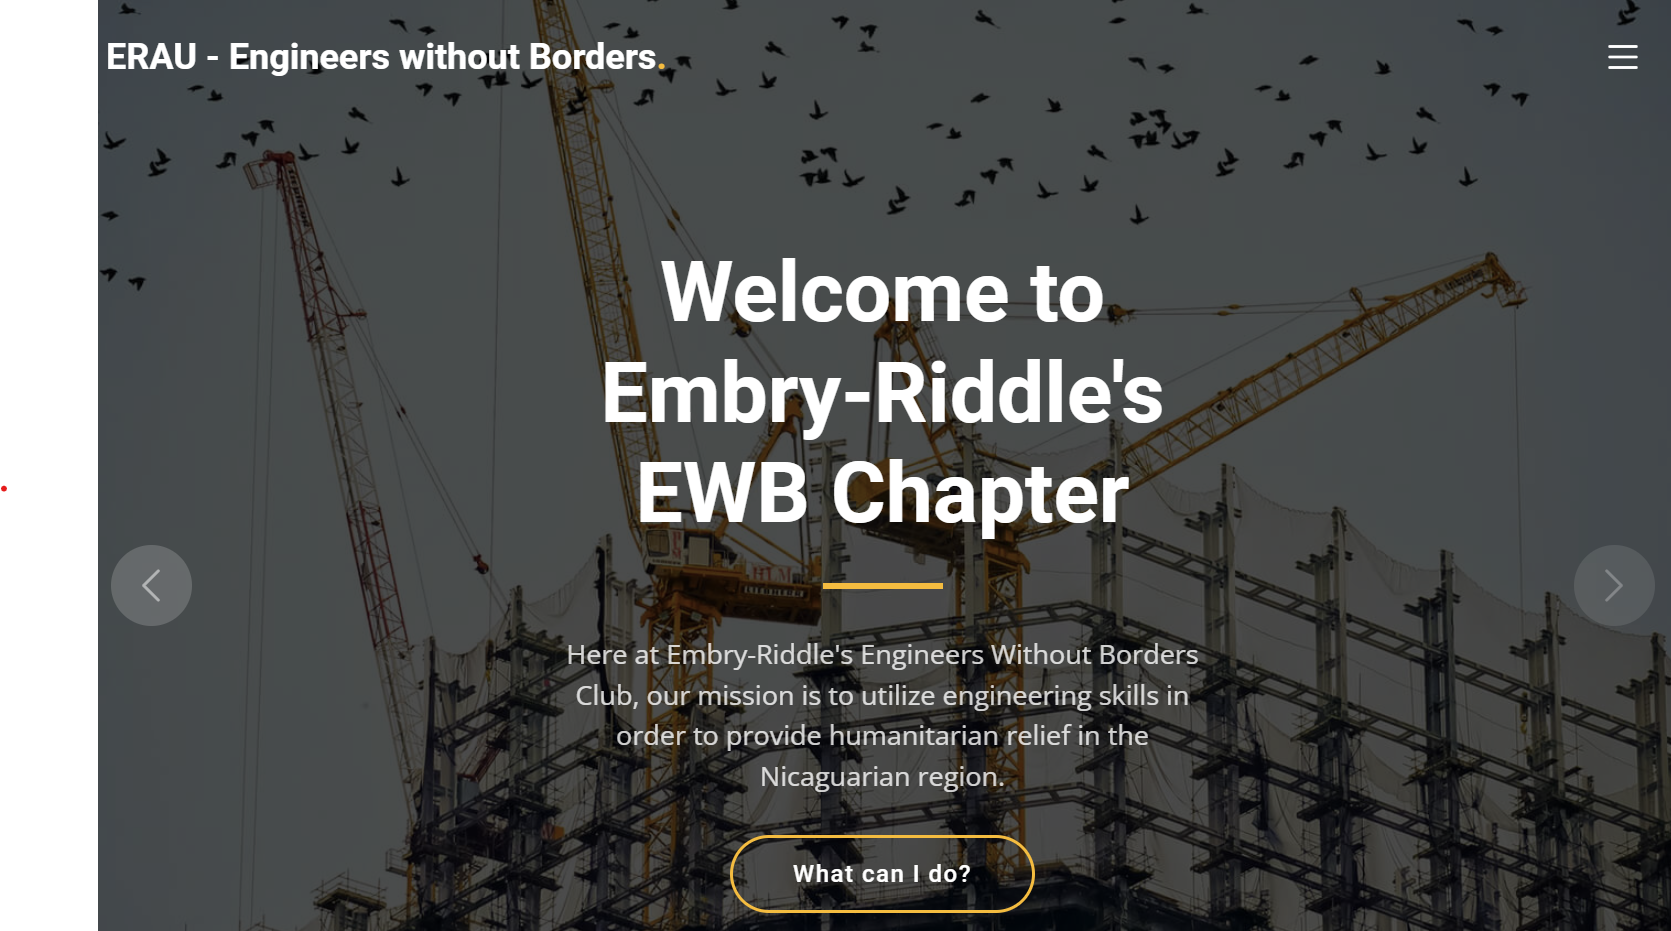 ERAU - Engineers without Borders.
Welcome to
Embry-Riddle's
EWB Chapter
Here at Embry-Riddle's Engineers Without Borders
Club, our mission is to utilize engineering skills in
order to provide humanitarian relief in the
Nicaguarian region.
What can I do?
LIEBHERR